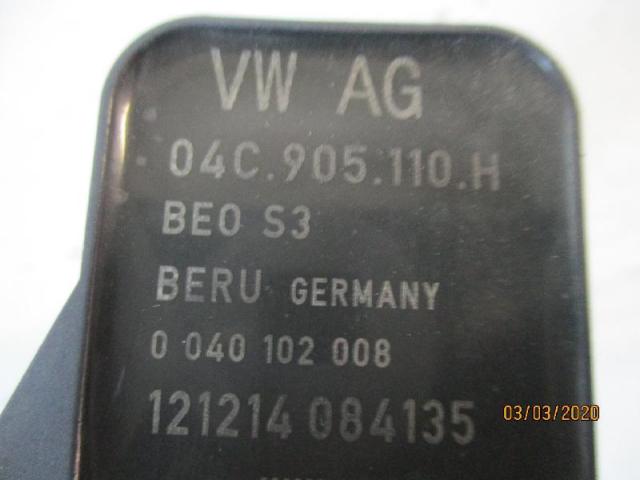 VW AG
04C.905.110.H
BEO S3
BERU GERMANY
0 040 102 008
121214 084135
03/03/2020